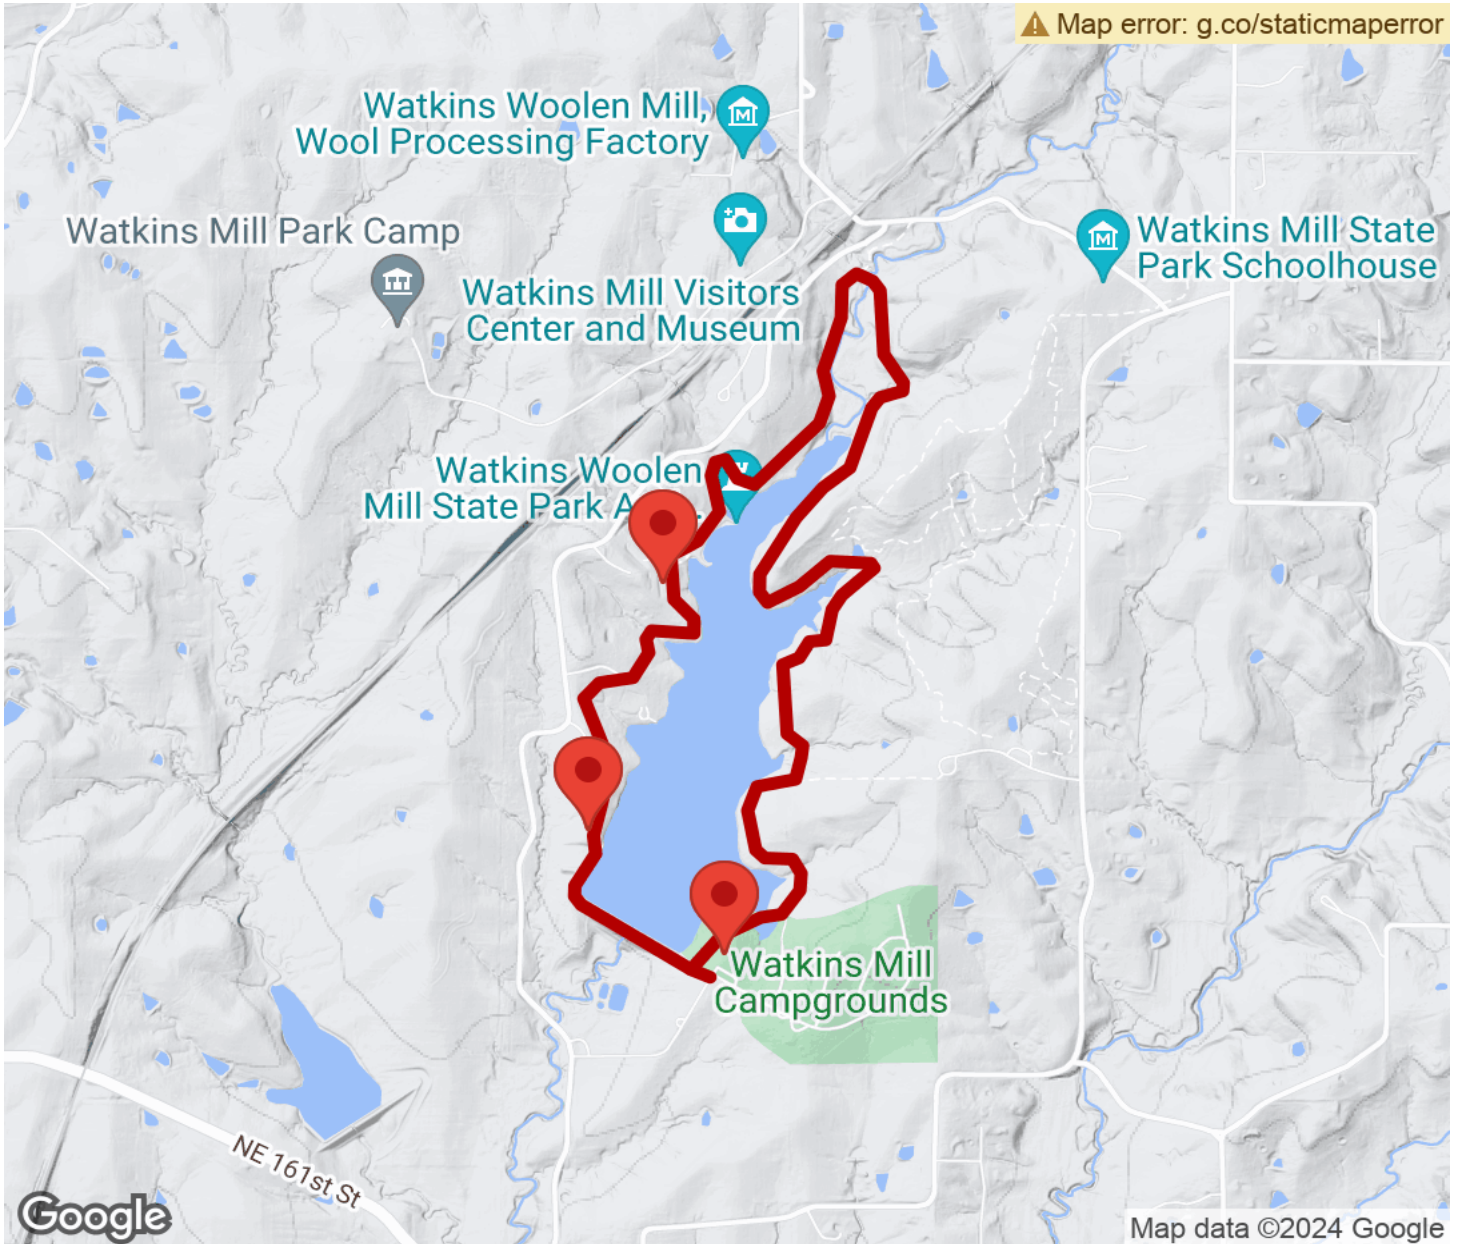 Map error: g.co/staticmaperror
Watkins Woolen Mill,
Wool Processing Factory
Watkins Mill Park Camp
Watkins Mill State
Park Schoolhouse
Watkins Mill Visitors
Center and Museum
Watkins Woolen
Mill State Park A
Watkins Mill
Campgrounds
NE 161st St
Google
Map data ©2024 Google